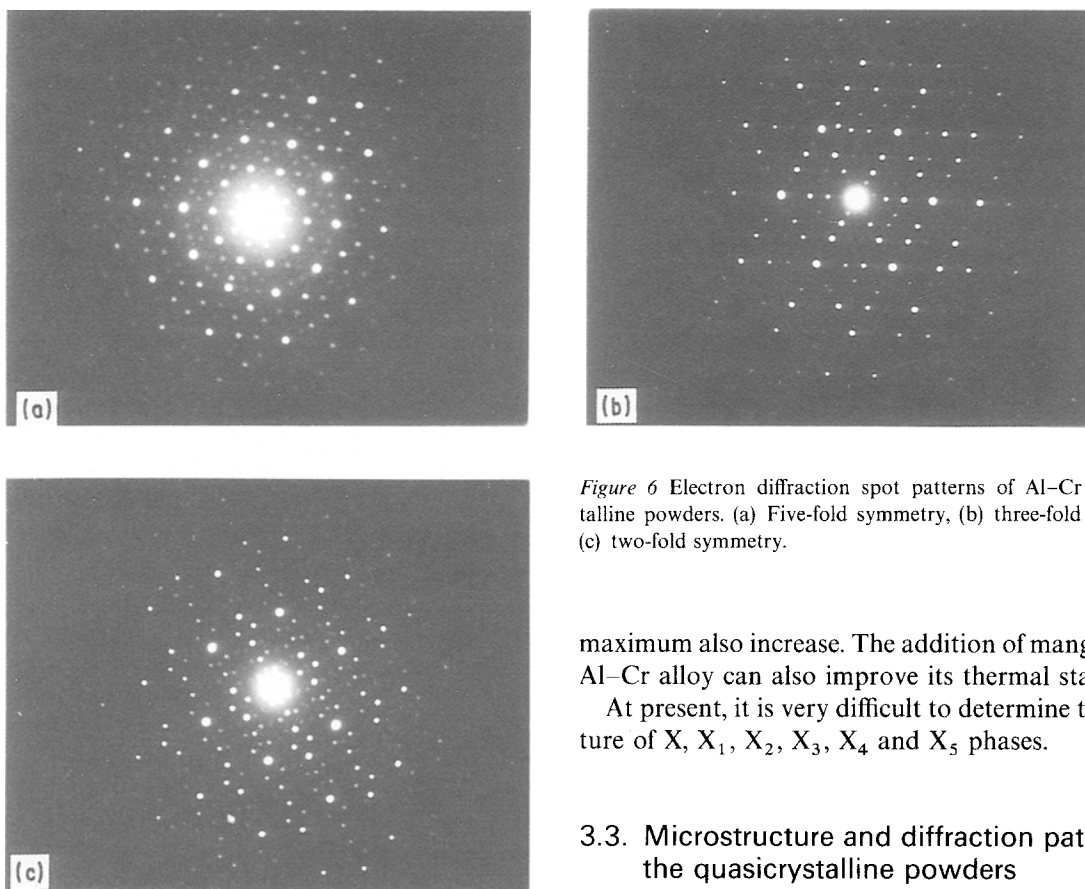 (a)
(b)
(c)
Figure 6 Electron diffraction spot patterns of Al–Cr
talline powders. (a) Five-fold symmetry, (b) three-fold
(c) two-fold symmetry.
maximum also increase. The addition of mang
Al–Cr alloy can also improve its thermal sta
At present, it is very difficult to determine t
ture of X, X₁, X₂, X₃, X₄ and X₅ phases.
3.3. Microstructure and diffraction pat
the quasicrystalline powders